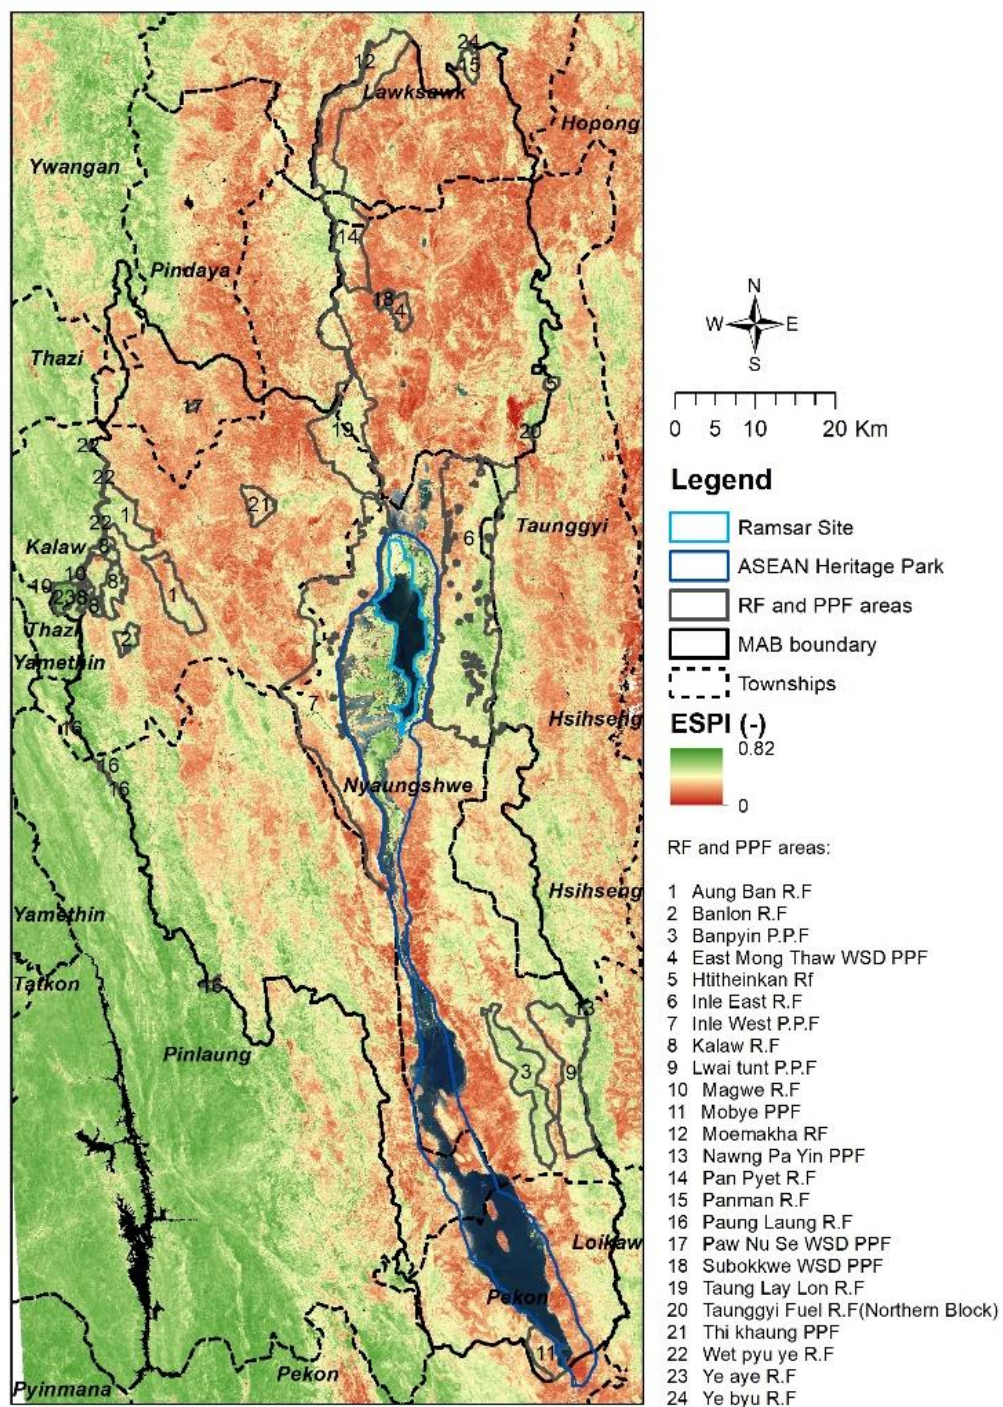 24
12
15
Lawksawk
Hopong
Ywangan
14
Pindaya
18
4
Thazi
5
17
19
20
22
22
21
1
22
Taunggyi
6
Kalaw
8
10
8
10
1
8
2
Thazi
Yamethin
7
16
Hsihseng
16
16
Nyaungshwe
Hsihseng
Yamethin
Tatkon
16
13
Pinlaung
3
9
Loikaw
Pekon
11
Pekon
Pyinmana
N
W E
S
0 5 10 20 Km
Legend
Ramsar Site
ASEAN Heritage Park
RF and PPF areas
MAB boundary
Townships
ESPI (-)
0.82
0
RF and PPF areas:
1 Aung Ban R.F
2 Banlon R.F
3 Banpyin P.P.F
4 East Mong Thaw WSD PPF
5 Htitheinkan Rf
6 Inle East R.F
7 Inle West P.P.F
8 Kalaw R.F
9 Lwai tunt P.P.F
10 Magwe R.F
11 Mobye PPF
12 Moemakha RF
13 Nawng Pa Yin PPF
14 Pan Pyet R.F
15 Panman R.F
16 Paung Laung R.F
17 Paw Nu Se WSD PPF
18 Subokkwe WSD PPF
19 Taung Lay Lon R.F
20 Taunggyi Fuel R.F(Northern Block)
21 Thi khaung PPF
22 Wet pyu ye R.F
23 Ye aye R.F
24 Ye byu R.F